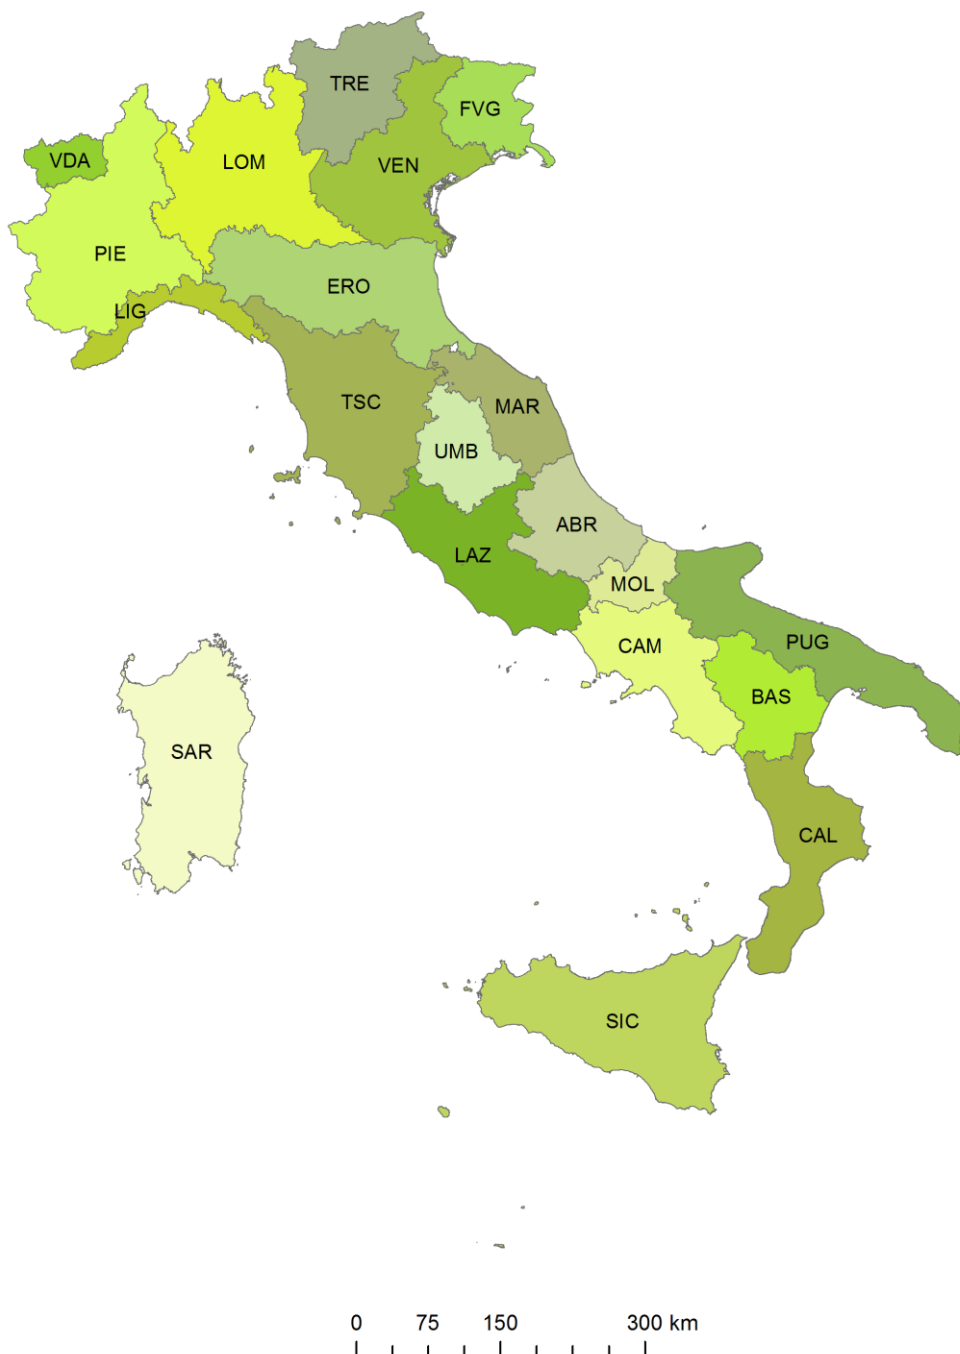 TRE
FVG
VDA
LOM
VEN
PIE
ERO
LIG
TSC
MAR
UMB
ABR
LAZ
MOL
CAM
PUG
BAS
SAR
CAL
SIC
0 75 150 300 km